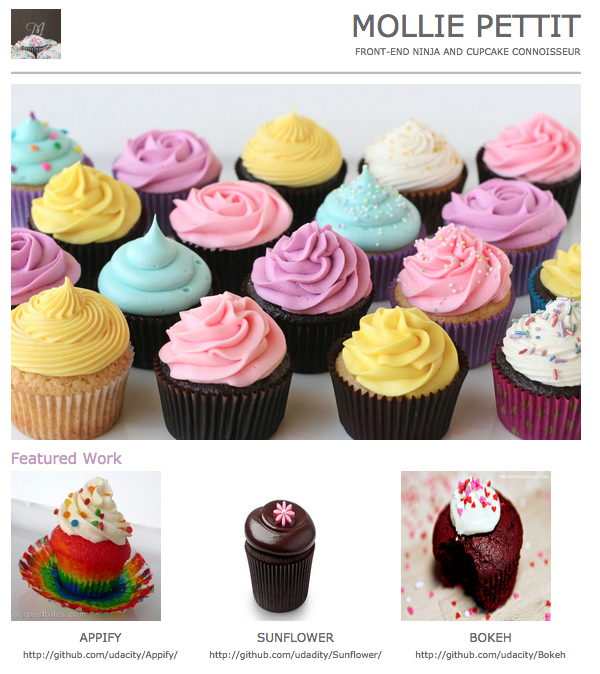 MOLLIE PETTIT
FRONT-END NINJA AND CUPCAKE CONNOISSEUR
Featured Work
APPIFY
SUNFLOWER
BOKEH
http://github.com/udacity/Appify/
http://github.com/udadity/Sunflower/
http://github.com/udacity/Bokeh